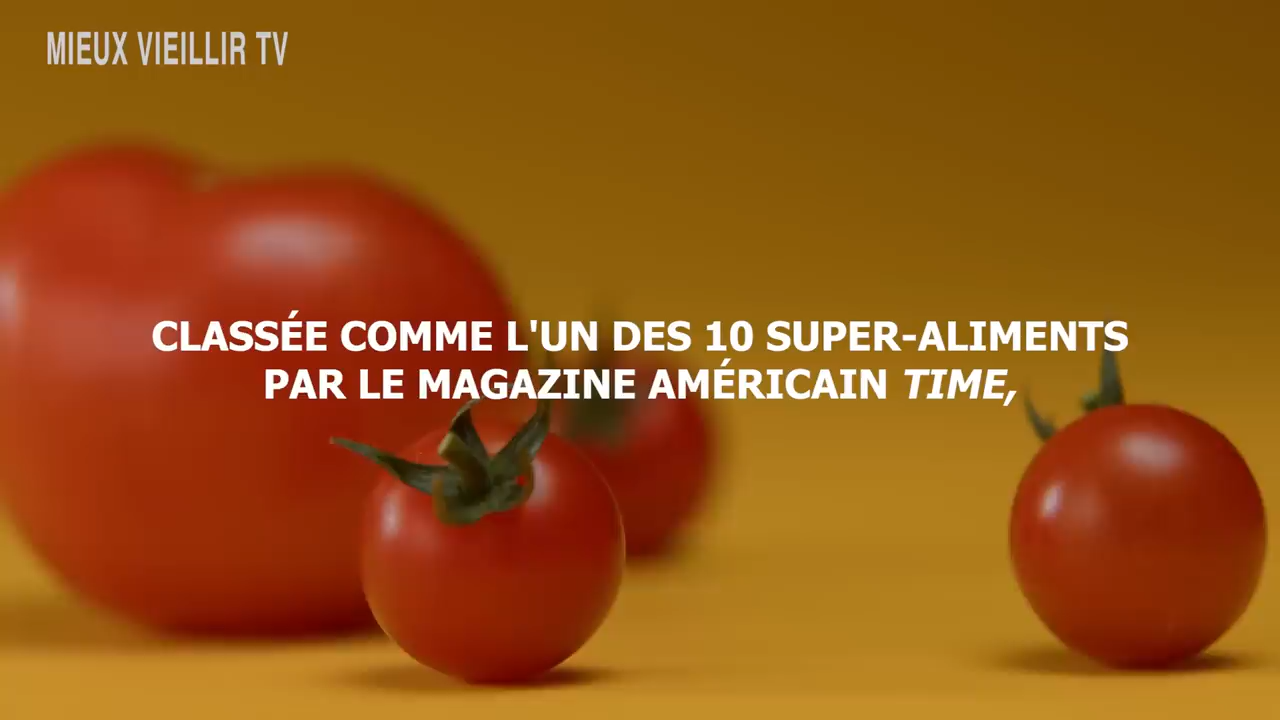 MIEUX VIEILLIR TV
CLASSÉE COMME L'UN DES 10 SUPER-ALIMENTS
PAR LE MAGAZINE AMÉRICAIN TIME,